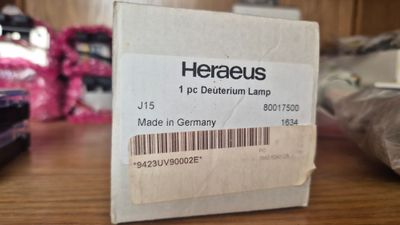 Heraeus
1 pc Deuterium Lamp
J15 80017500
Made in Germany 1634
*9423UV90002E*